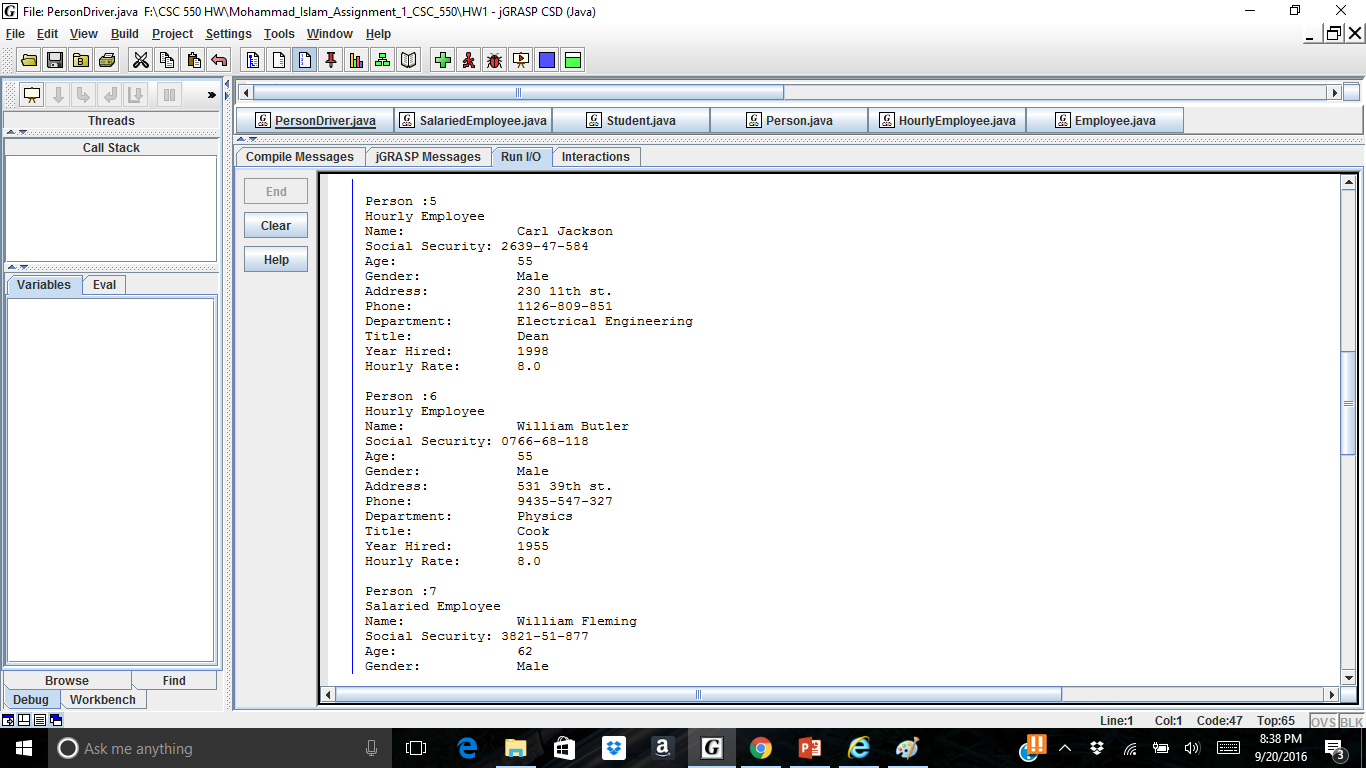 File: PersonDriver.java  F:\CSC 550 HW\Mohammad_Islam_Assignment_1_CSC_550\HW1 - jGRASP CSD (Java)
File Edit View Build Project Settings Tools Window Help
Threads
Call Stack
Variables Eval
Browse Find
Debug Workbench
PersonDriver.java SalariedEmployee.java Student.java Person.java HourlyEmployee.java Employee.java
Compile Messages jGRASP Messages Run I/O Interactions
End
Clear
Help
Person :5
Hourly Employee
Name: Carl Jackson
Social Security: 2639-47-584
Age: 55
Gender: Male
Address: 230 11th st.
Phone: 1126-809-851
Department: Electrical Engineering
Title: Dean
Year Hired: 1998
Hourly Rate: 8.0
Person :6
Hourly Employee
Name: William Butler
Social Security: 0766-68-118
Age: 55
Gender: Male
Address: 531 39th st.
Phone: 9435-547-327
Department: Physics
Title: Cook
Year Hired: 1955
Hourly Rate: 8.0
Person :7
Salaried Employee
Name: William Fleming
Social Security: 3821-51-877
Age: 62
Gender: Male
Line:1 Col:1 Code:47 Top:65 OVS BLK
Ask me anything
8:38 PM
9/20/2016
3